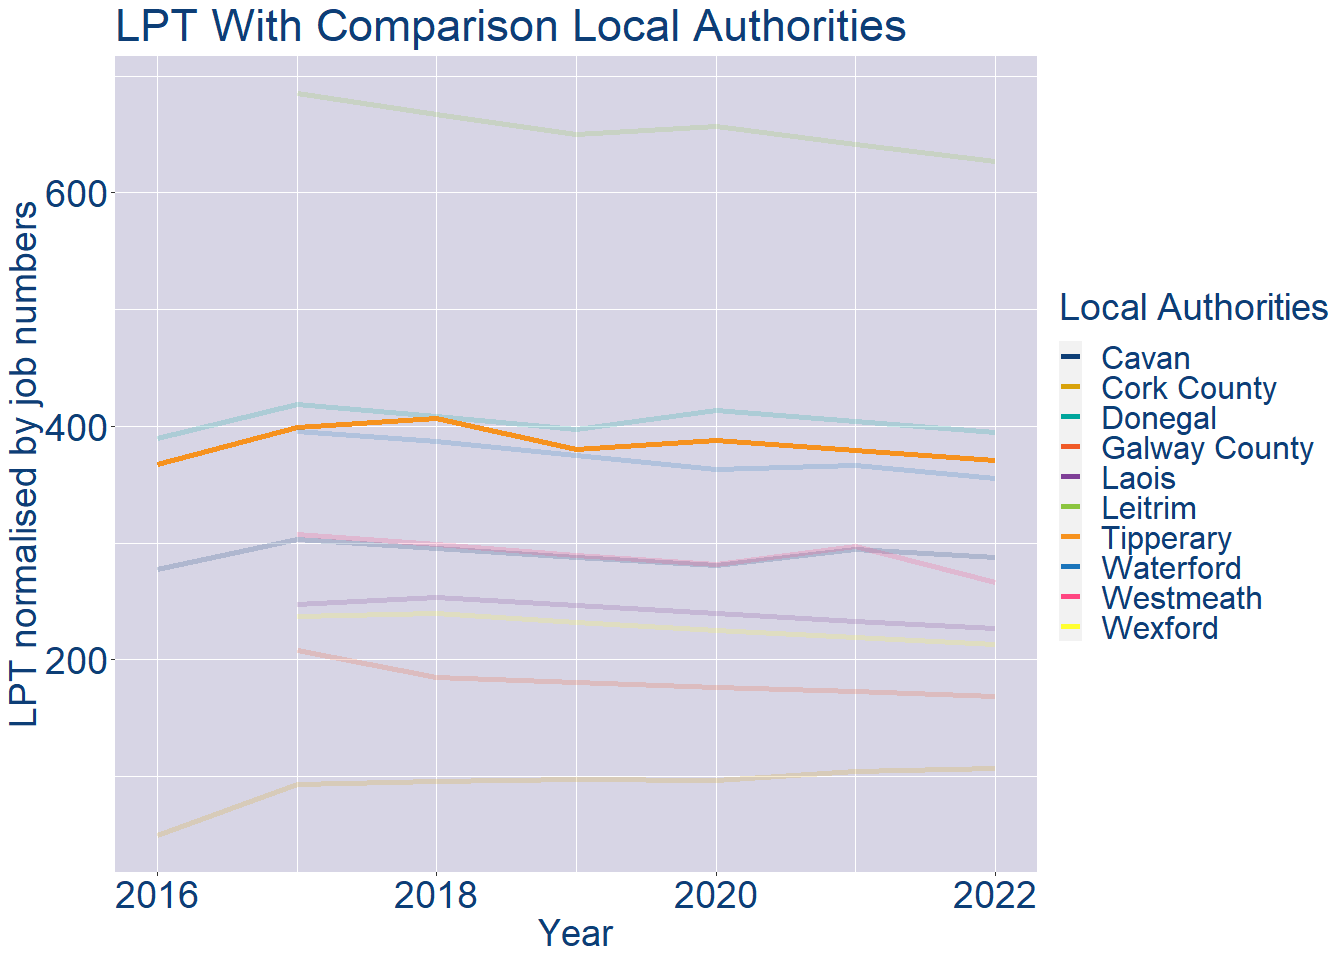 LPT With Comparison Local Authorities
LPT normalised by job numbers
600
400
200
2016
2018
2020
2022
Year
Local Authorities
Cavan
Cork County
Donegal
Galway County
Laois
Leitrim
Tipperary
Waterford
Westmeath
Wexford